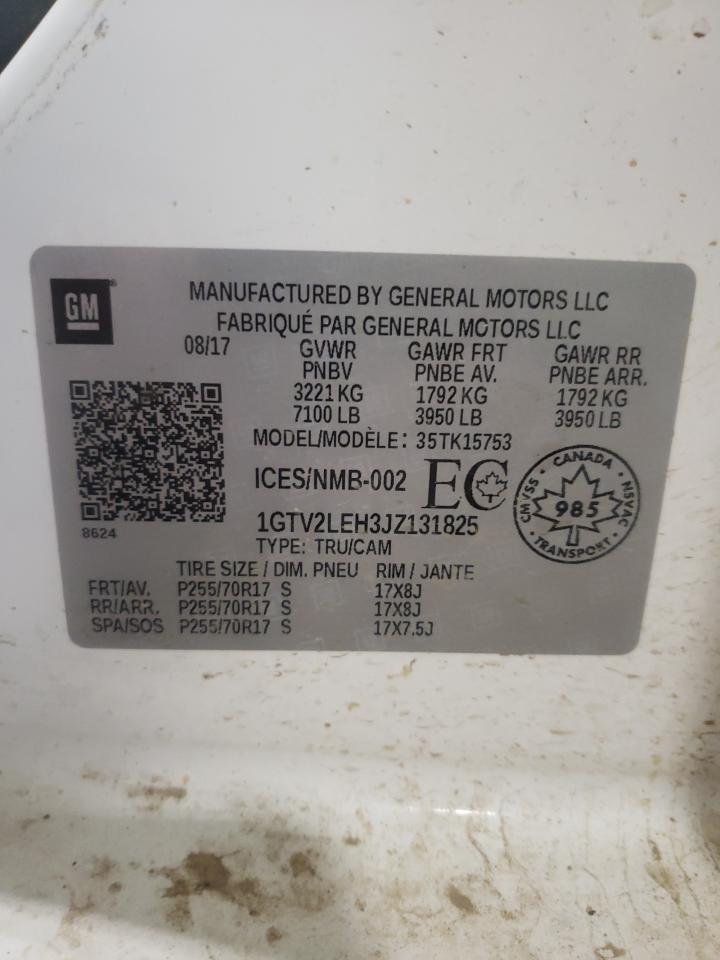 GM
MANUFACTURED BY GENERAL MOTORS LLC
FABRIQUÉ PAR GENERAL MOTORS LLC
08/17 GVWR GAWR FRT GAWR RR
PNBV PNBE AV. PNBE ARR.
3221 KG 1792 KG 1792 KG
7100 LB 3950 LB 3950 LB
MODEL/MODÈLE: 35TK15753
ICES/NMB-002 EC
CANADA
CMVSS 985 NSVAC
TRANSPORT
8624
1GTV2LEH3JZ131825
TYPE: TRU/CAM
TIRE SIZE / DIM. PNEU RIM / JANTE
FRT/AV. P255/70R17 S 17X8J
RR/ARR. P255/70R17 S 17X8J
SPA/SOS P255/70R17 S 17X7.5J